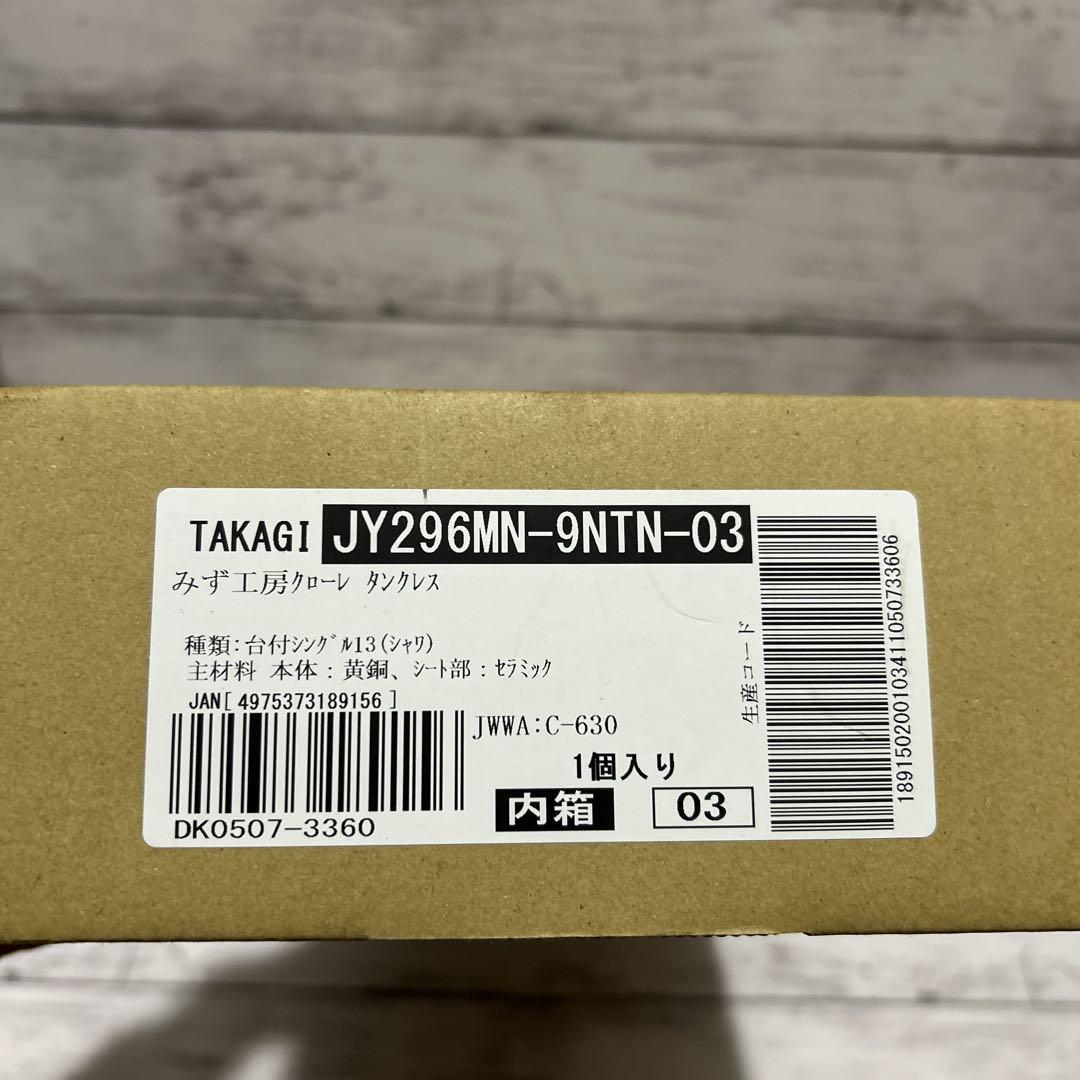 TAKAGI JY296MN-9NTN-03
みず工房ｸﾛｰﾚ ﾀﾝｸﾚｽ
種類:台付ｼﾝｸﾞﾙ13(ｼｬﾜ)
主材料 本体:黄銅、ｼｰﾄ部:ｾﾗﾐｯｸ
JAN[ 4975373189156 ]
JWWA:C-630
1個入り
内箱 03
DK0507-3360
生産コード
18915020010341105073​3606